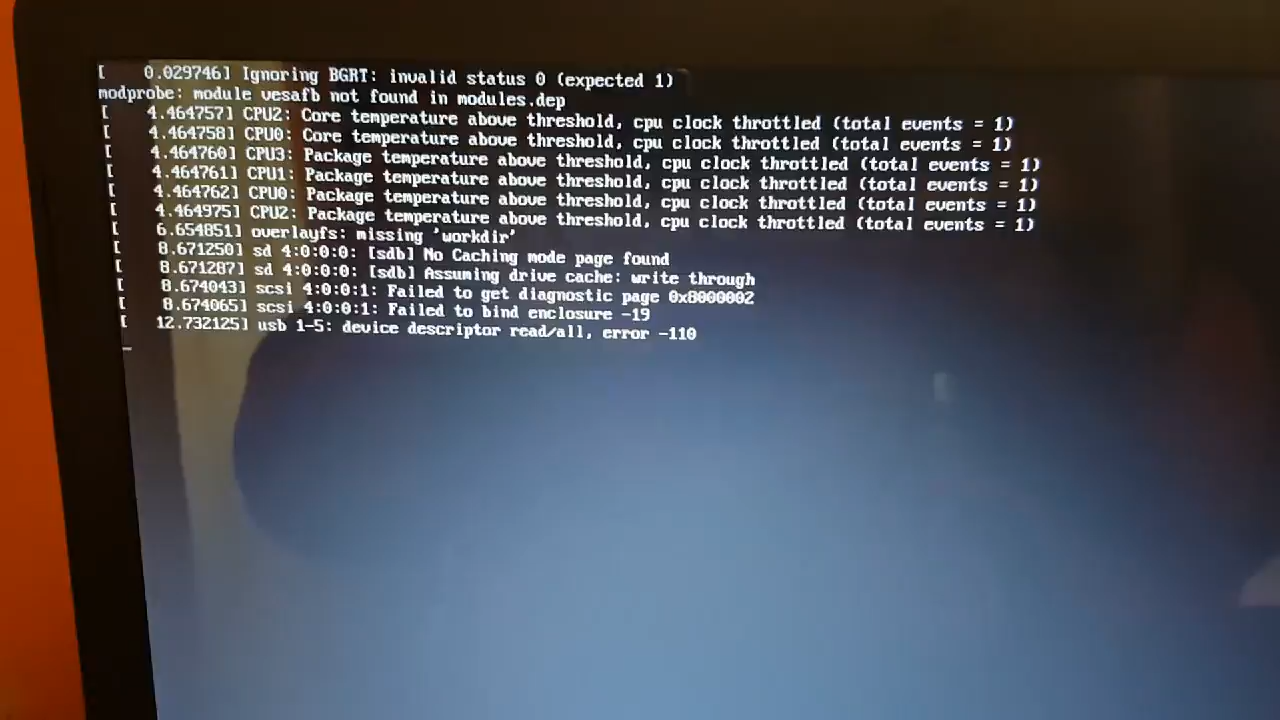 [    0.029746] Ignoring BGRT: invalid status 0 (expected 1)
modprobe: module vesafb not found in modules.dep
[    4.464757] CPU2: Core temperature above threshold, cpu clock throttled (total events = 1)
[    4.464758] CPU0: Core temperature above threshold, cpu clock throttled (total events = 1)
[    4.464760] CPU3: Package temperature above threshold, cpu clock throttled (total events = 1)
[    4.464761] CPU1: Package temperature above threshold, cpu clock throttled (total events = 1)
[    4.464762] CPU0: Package temperature above threshold, cpu clock throttled (total events = 1)
[    4.464975] CPU2: Package temperature above threshold, cpu clock throttled (total events = 1)
[    6.654851] overlayfs: missing 'workdir'
[    8.671250] sd 4:0:0:0: [sdb] No Caching mode page found
[    8.671287] sd 4:0:0:0: [sdb] Assuming drive cache: write through
[    8.674043] scsi 4:0:0:1: Failed to get diagnostic page 0x8000002
[    8.674065] scsi 4:0:0:1: Failed to bind enclosure -19
[   12.732125] usb 1-5: device descriptor read/all, error -110
_